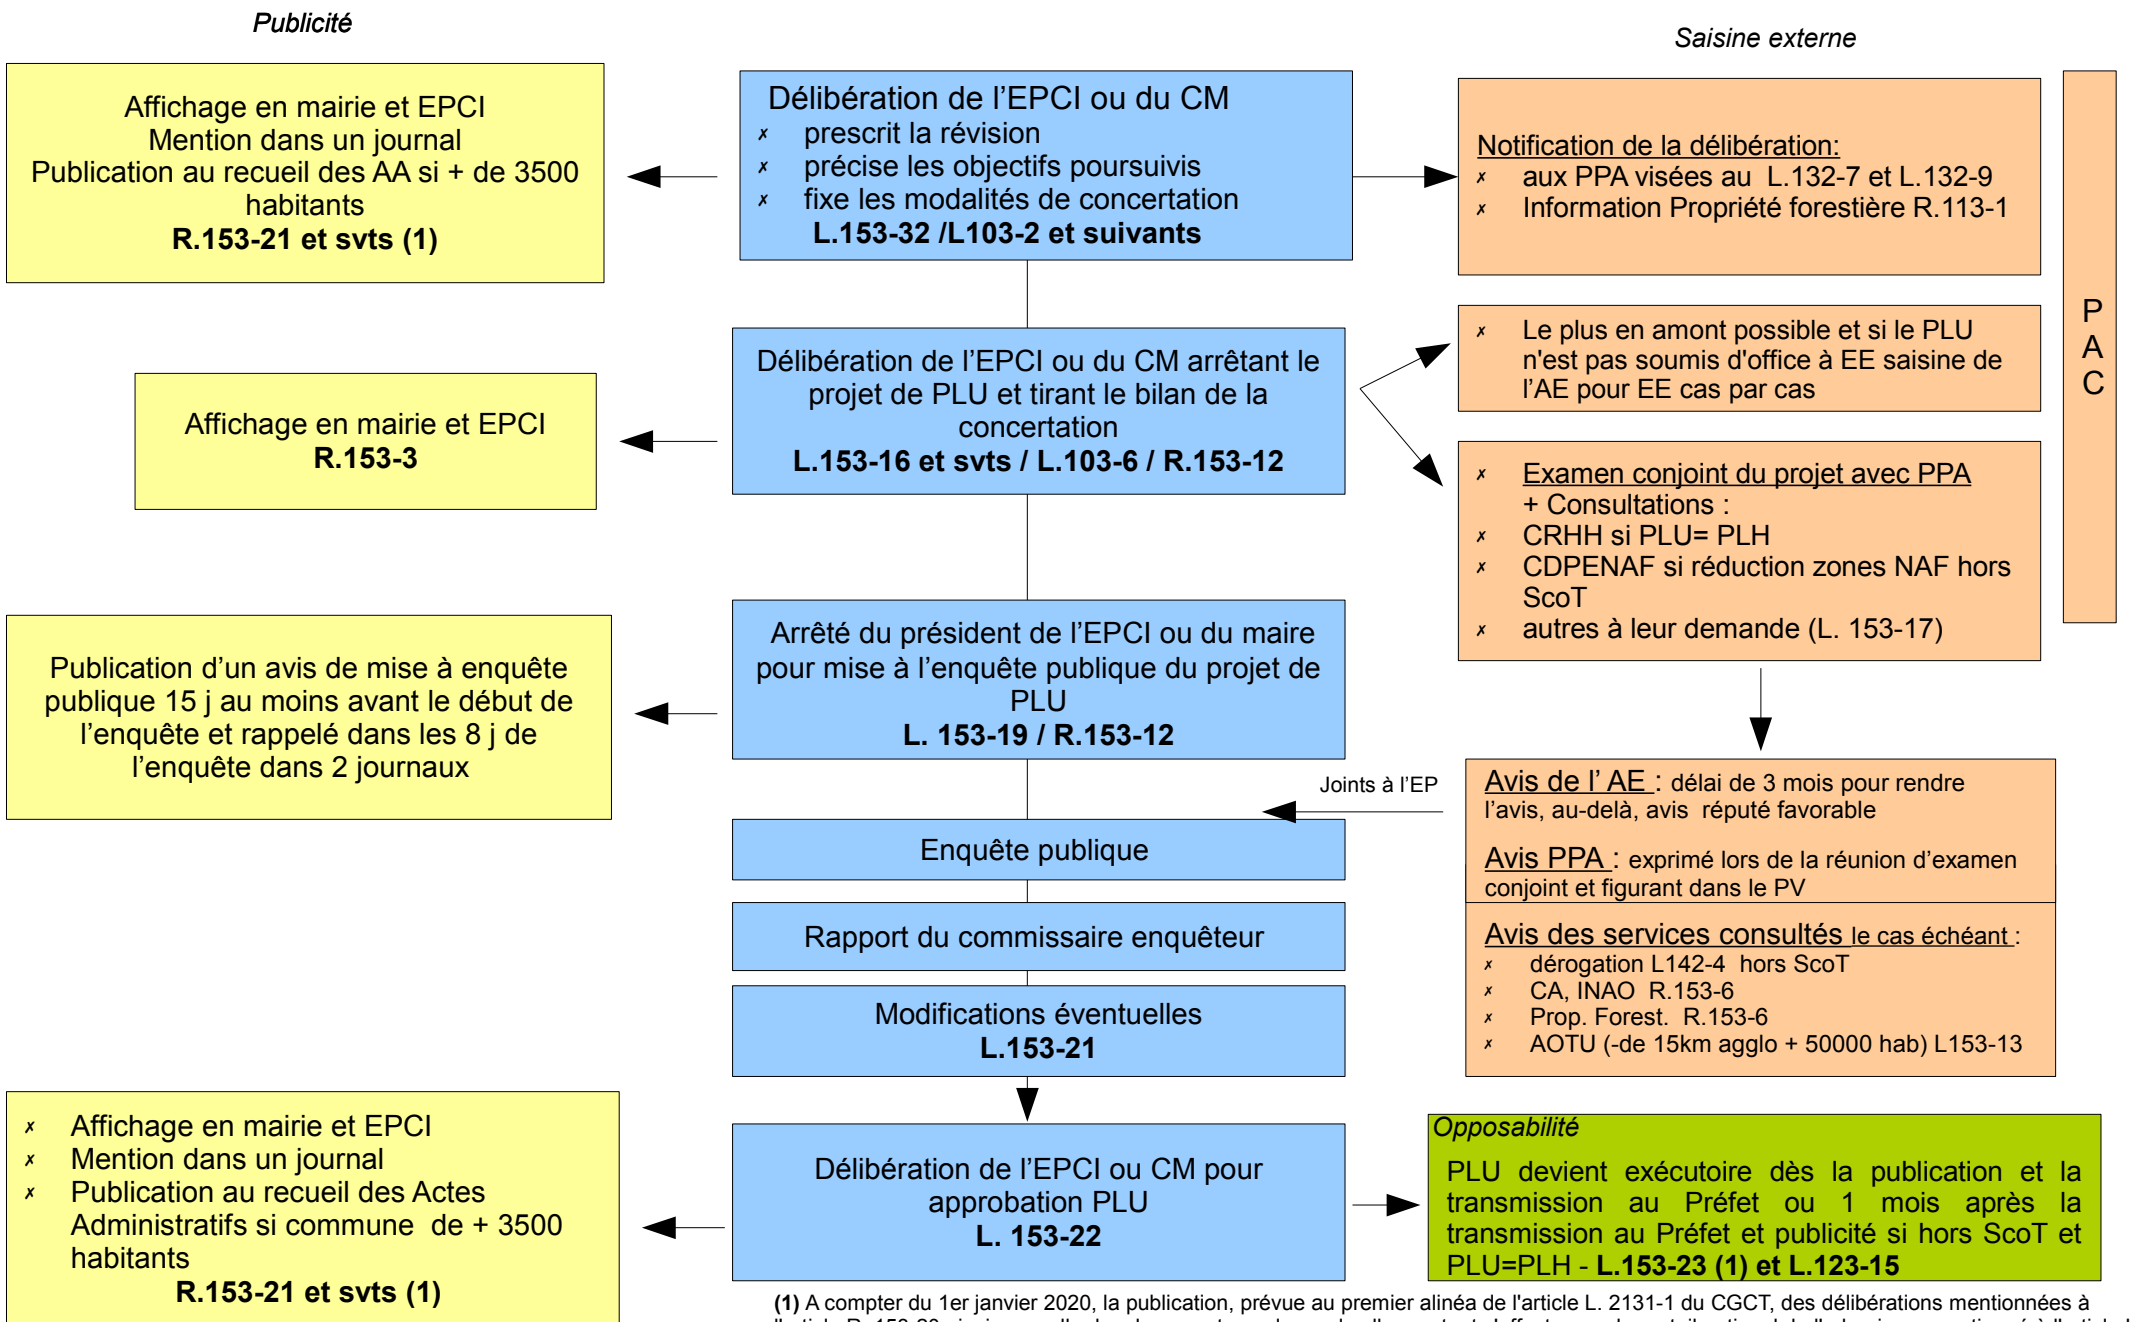 Publicité
Saisine externe
Affichage en mairie et EPCI
Mention dans un journal
Publication au recueil des AA si + de 3500
habitants
R.153-21 et svts (1)
Délibération de l'EPCI ou du CM
✗ prescrit la révision
✗ précise les objectifs poursuivis
✗ fixe les modalités de concertation
L.153-32 /L103-2 et suivants
Notification de la délibération:
✗ aux PPA visées au L.132-7 et L.132-9
✗ Information Propriété forestière R.113-1
P
A
C
✗ Le plus en amont possible et si le PLU
n'est pas soumis d'office à EE saisine de
l'AE pour EE cas par cas
Affichage en mairie et EPCI
R.153-3
Délibération de l'EPCI ou du CM arrêtant le
projet de PLU et tirant le bilan de la
concertation
L.153-16 et svts / L.103-6 / R.153-12
✗ Examen conjoint du projet avec PPA
+ Consultations :
✗ CRHH si PLU= PLH
✗ CDPENAF si réduction zones NAF hors
ScoT
✗ autres à leur demande (L. 153-17)
Publication d'un avis de mise à enquête
publique 15 j au moins avant le début de
l'enquête et rappelé dans les 8 j de
l'enquête dans 2 journaux
Arrêté du président de l'EPCI ou du maire
pour mise à l'enquête publique du projet de
PLU
L. 153-19 / R.153-12
Joints à l'EP
Avis de l' AE : délai de 3 mois pour rendre
l'avis, au-delà, avis réputé favorable
Avis PPA : exprimé lors de la réunion d'examen
conjoint et figurant dans le PV
Avis des services consultés le cas échéant :
✗ dérogation L142-4 hors ScoT
✗ CA, INAO R.153-6
✗ Prop. Forest. R.153-6
✗ AOTU (-de 15km agglo + 50000 hab) L153-13
Enquête publique
Rapport du commissaire enquêteur
Modifications éventuelles
L.153-21
✗ Affichage en mairie et EPCI
✗ Mention dans un journal
✗ Publication au recueil des Actes
Administratifs si commune de + 3500
habitants
R.153-21 et svts (1)
Délibération de l'EPCI ou CM pour
approbation PLU
L. 153-22
Opposabilité
PLU devient exécutoire dès la publication et la
transmission au Préfet ou 1 mois après la
transmission au Préfet et publicité si hors ScoT et
PLU=PLH - L.153-23 (1) et L.123-15
(1) A compter du 1er janvier 2020, la publication, prévue au premier alinéa de l'article L. 2131-1 du CGCT, des délibérations mentionnées à